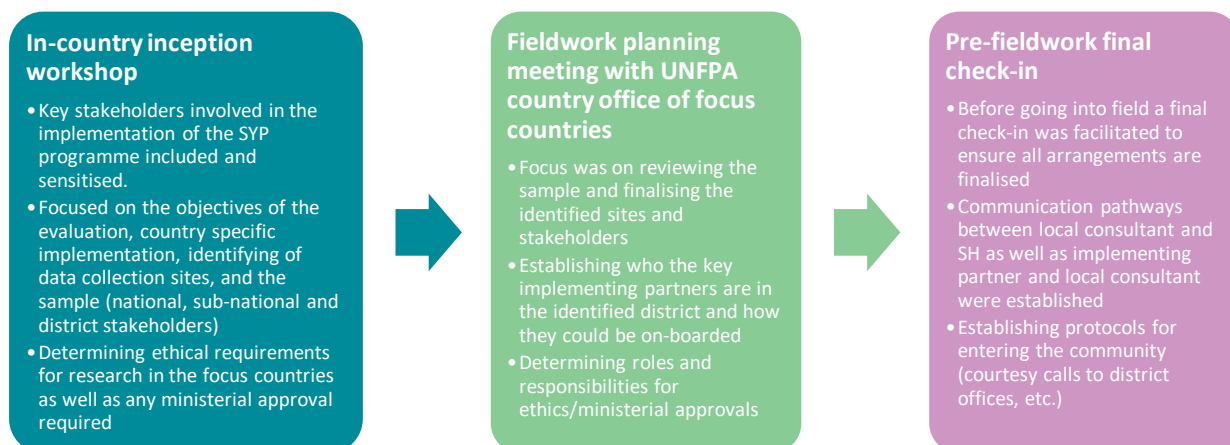 In-country inception
workshop
•Key stakeholders involved in the
implementation of the SYP
programme included and
sensitised.
•Focused on the objectives of the
evaluation, country specific
implementation, identifying of
data collection sites, and the
sample (national, sub-national and
district stakeholders)
•Determining ethical requirements
for research in the focus countries
as well as any ministerial approval
required
Fieldwork planning
meeting with UNFPA
country office of focus
countries
•Focus was on reviewing the
sample and finalising the
identified sites and
stakeholders
•Establishing who the key
implementing partners are in
the identified district and how
they could be on-boarded
•Determining roles and
responsibilities for
ethics/ministerial approvals
Pre-fieldwork final
check-in
•Before going into field a final
check-in was facilitated to
ensure all arrangements are
finalised
•Communication pathways
between local consultant and
SH as well as implementing
partner and local consultant
were established
•Establishing protocols for
entering the community
(courtesy calls to district
offices, etc.)